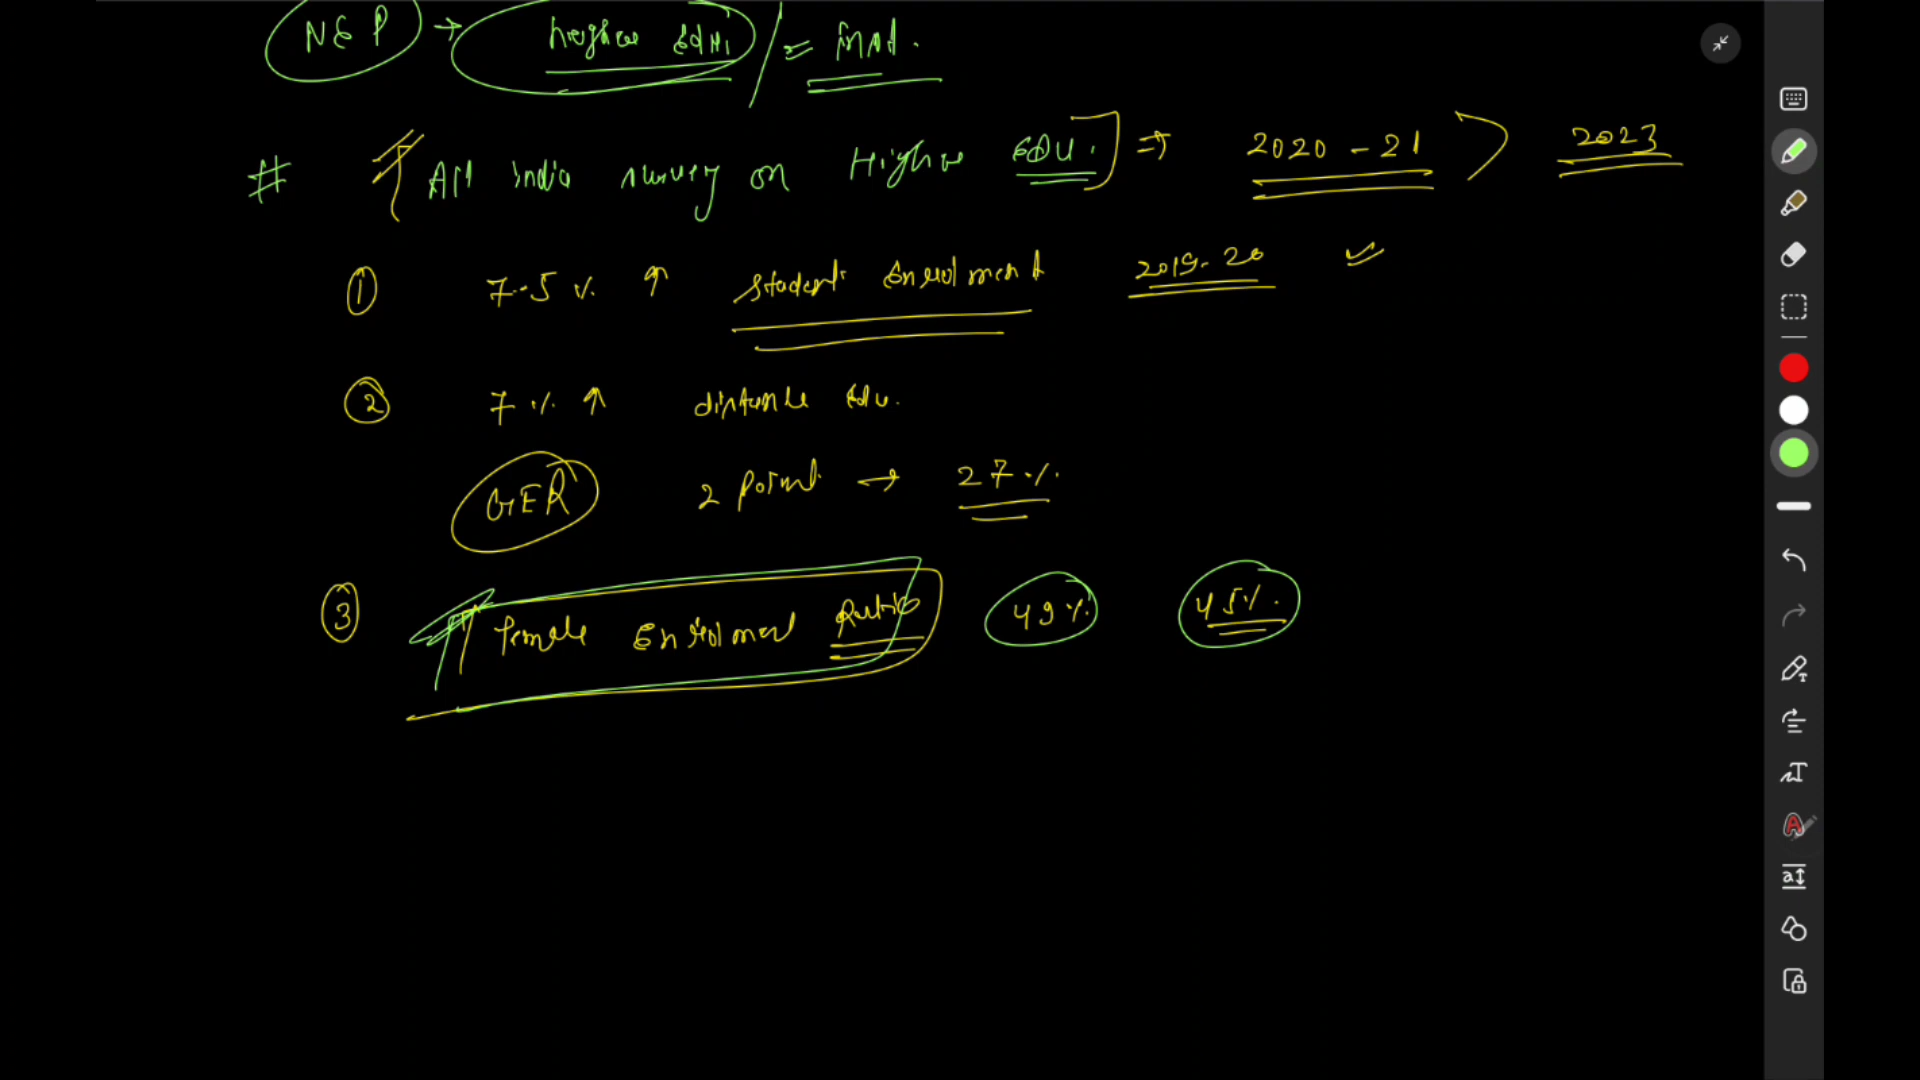 NEP → higher Edu / = ind.
# All India survey on Higher EDU. ⇒ 2020 - 21 2023
① 7.5 % ↑ Student Enrolment 2019-20 ✓
② 7 % ↑ distance Edu.
GER 2 Point → 27 %
③ ↑ female Enrolment Ratio 49 % 45 %.